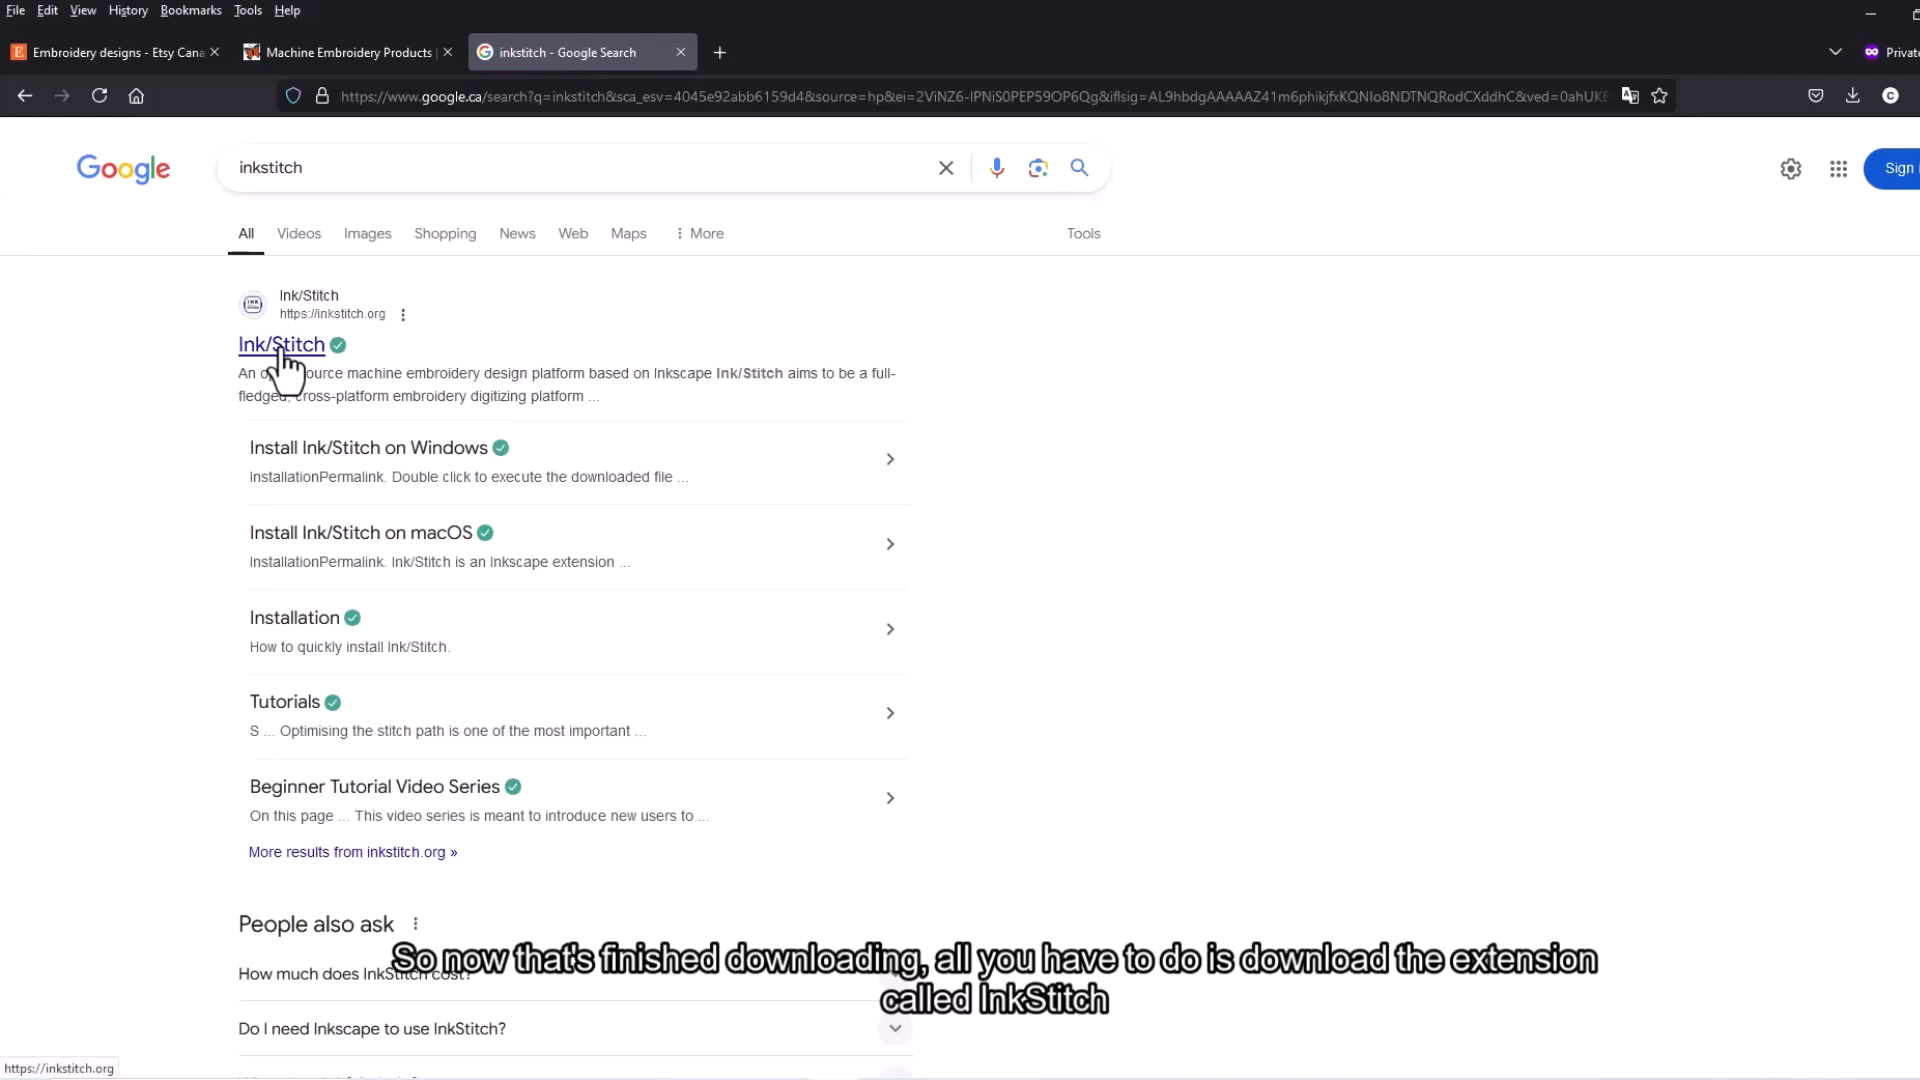 File Edit View History Bookmarks Tools Help
Embroidery designs - Etsy Cana
Machine Embroidery Products |
inkstitch - Google Search
Private
https://www.google.ca/search?q=inkstitch&sca_esv=4045e92abb6159d4&source=hp&ei=2ViNZ6-IPNiS0PEP59OP6Qg&iflsig=AL9hbdgAAAAAZ41m6phikjfxKQNIo8NDTNQRodCXddhC&ved=0ahUKE
Google
inkstitch
Sign i
All Videos Images Shopping News Web Maps More Tools
Ink/Stitch
https://inkstitch.org
Ink/Stitch
An o ource machine embroidery design platform based on Inkscape Ink/Stitch aims to be a full-
fledged, cross-platform embroidery digitizing platform ...
Install Ink/Stitch on Windows
InstallationPermalink. Double click to execute the downloaded file ...
Install Ink/Stitch on macOS
InstallationPermalink. Ink/Stitch is an Inkscape extension ...
Installation
How to quickly install Ink/Stitch.
Tutorials
S ... Optimising the stitch path is one of the most important ...
Beginner Tutorial Video Series
On this page ... This video series is meant to introduce new users to ...
More results from inkstitch.org »
People also ask
So now that's finished downloading, all you have to do is download the extension
called InkStitch
How much does InkStitch cost?
Do I need Inkscape to use InkStitch?
https://inkstitch.org